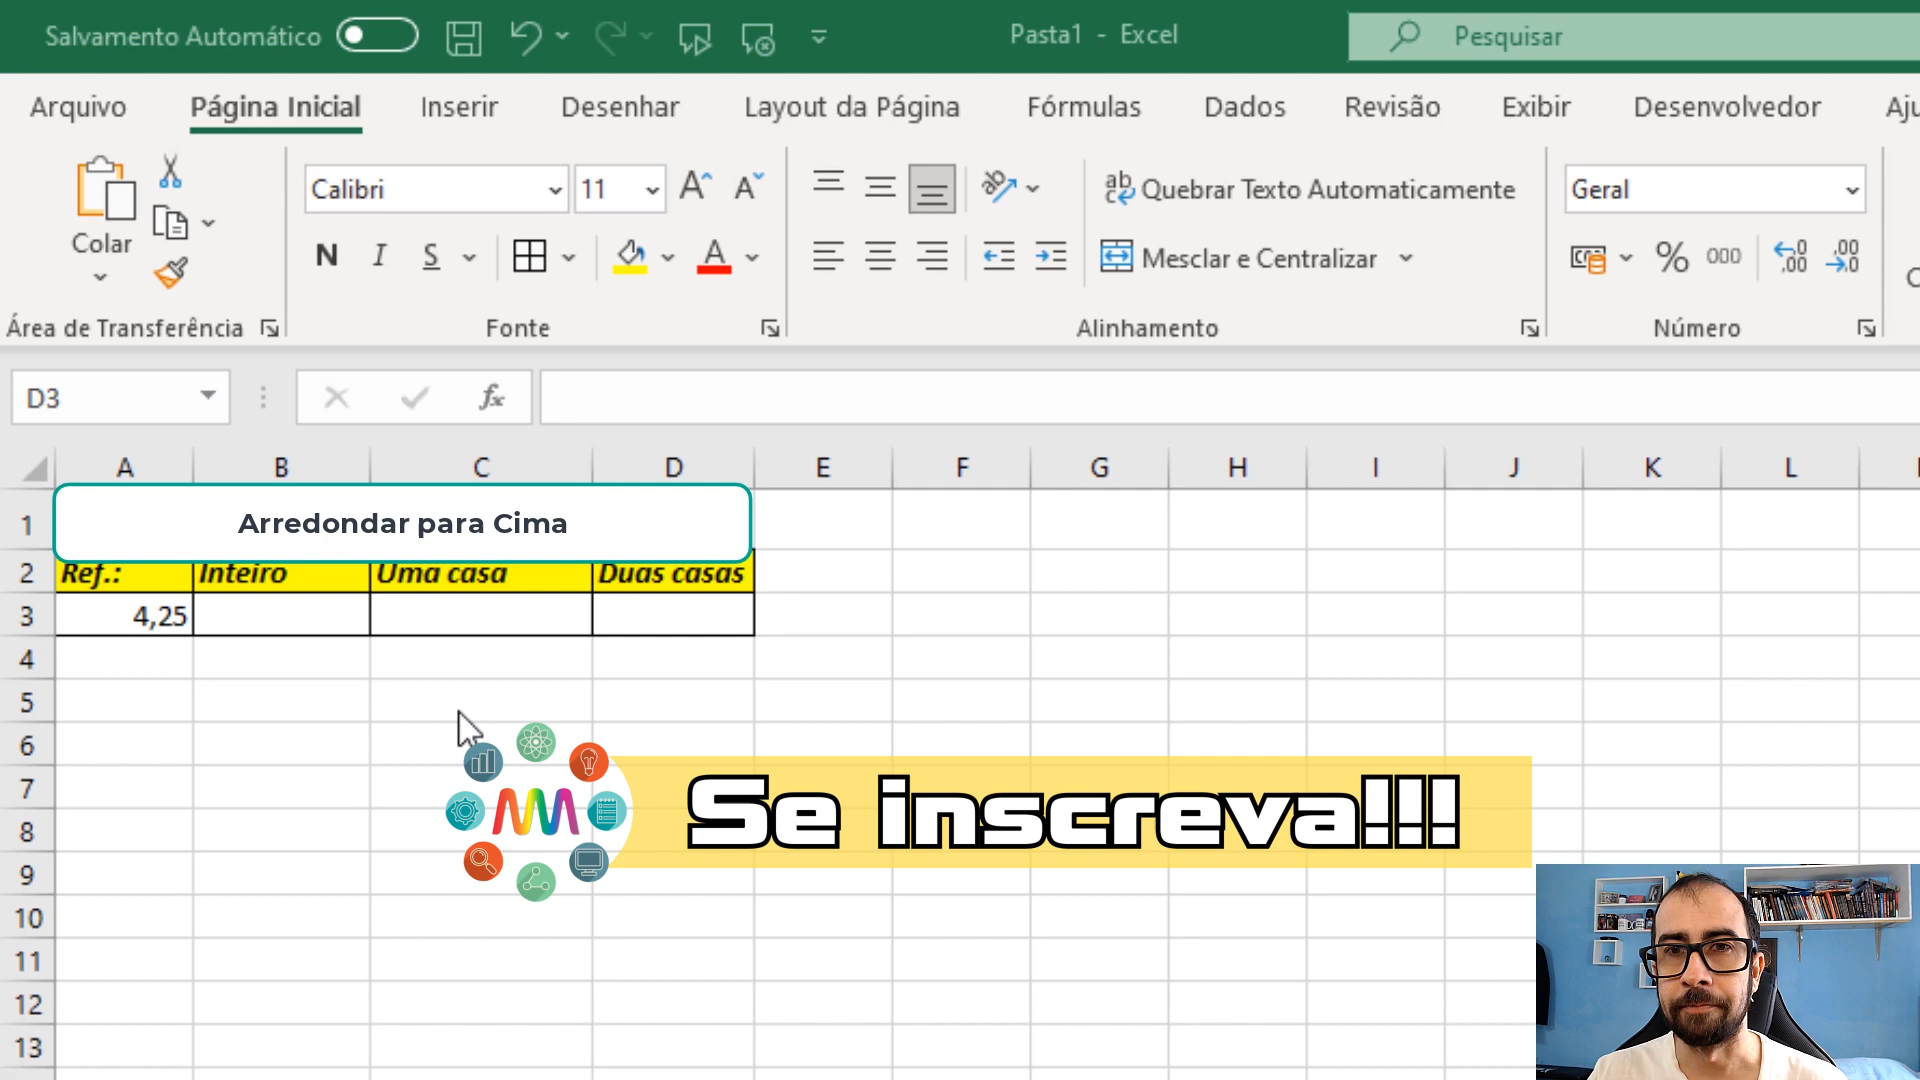 Salvamento Automático
Pasta1 - Excel
Pesquisar
Arquivo Página Inicial Inserir Desenhar Layout da Página Fórmulas Dados Revisão Exibir Desenvolvedor
Colar
Calibri 11
N I S
Quebrar Texto Automaticamente
Mesclar e Centralizar
Geral
% 000
Área de Transferência Fonte Alinhamento Número
D3 fx
A B C D E F G H I J K L
1 Arredondar para Cima
2 Ref.: Inteiro Uma casa Duas casas
3 4,25
4
5
6
7
8
9
10
11
12
13
Se inscreva!!!